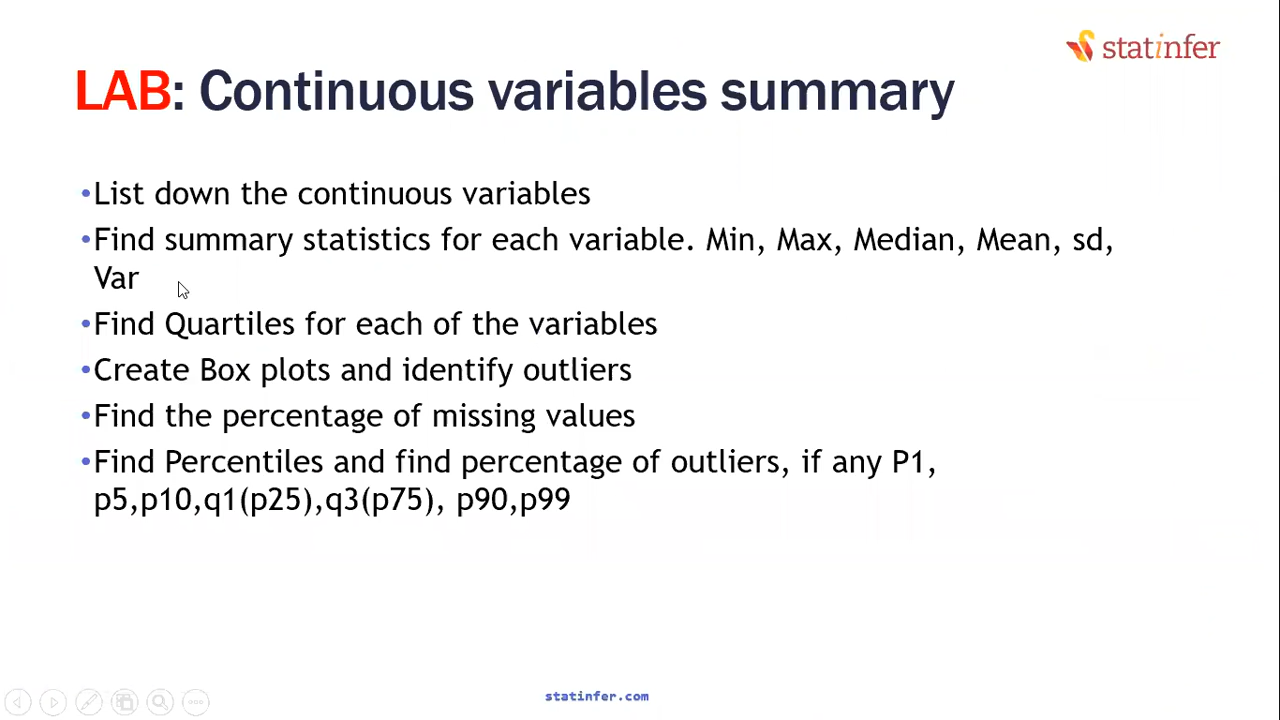 statinfer
LAB: Continuous variables summary
•List down the continuous variables
•Find summary statistics for each variable. Min, Max, Median, Mean, sd,
Var
•Find Quartiles for each of the variables
•Create Box plots and identify outliers
•Find the percentage of missing values
•Find Percentiles and find percentage of outliers, if any P1,
p5,p10,q1(p25),q3(p75), p90,p99
statinfer.com